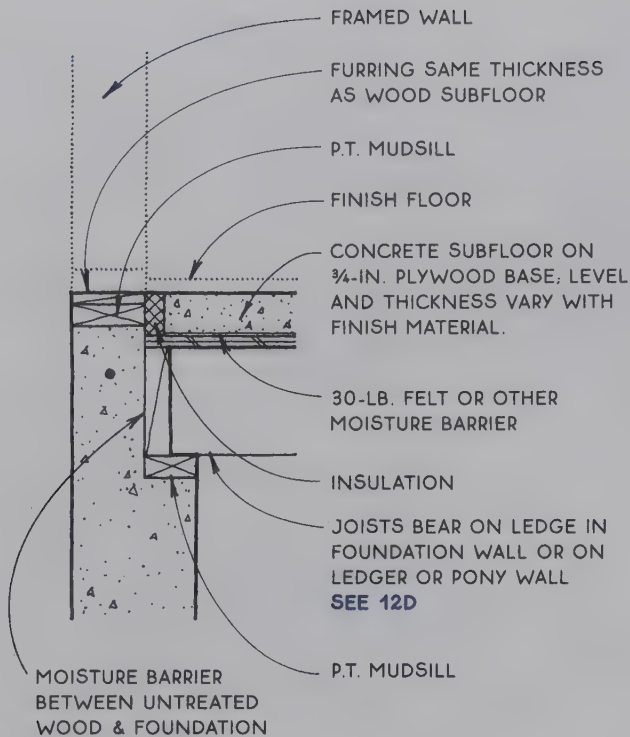 FRAMED WALL
FURRING SAME THICKNESS
AS WOOD SUBFLOOR
P.T. MUDSILL
FINISH FLOOR
CONCRETE SUBFLOOR ON
¾-IN. PLYWOOD BASE; LEVEL
AND THICKNESS VARY WITH
FINISH MATERIAL.
30-LB. FELT OR OTHER
MOISTURE BARRIER
INSULATION
JOISTS BEAR ON LEDGE IN
FOUNDATION WALL OR ON
LEDGER OR PONY WALL
SEE 12D
P.T. MUDSILL
MOISTURE BARRIER
BETWEEN UNTREATED
WOOD & FOUNDATION